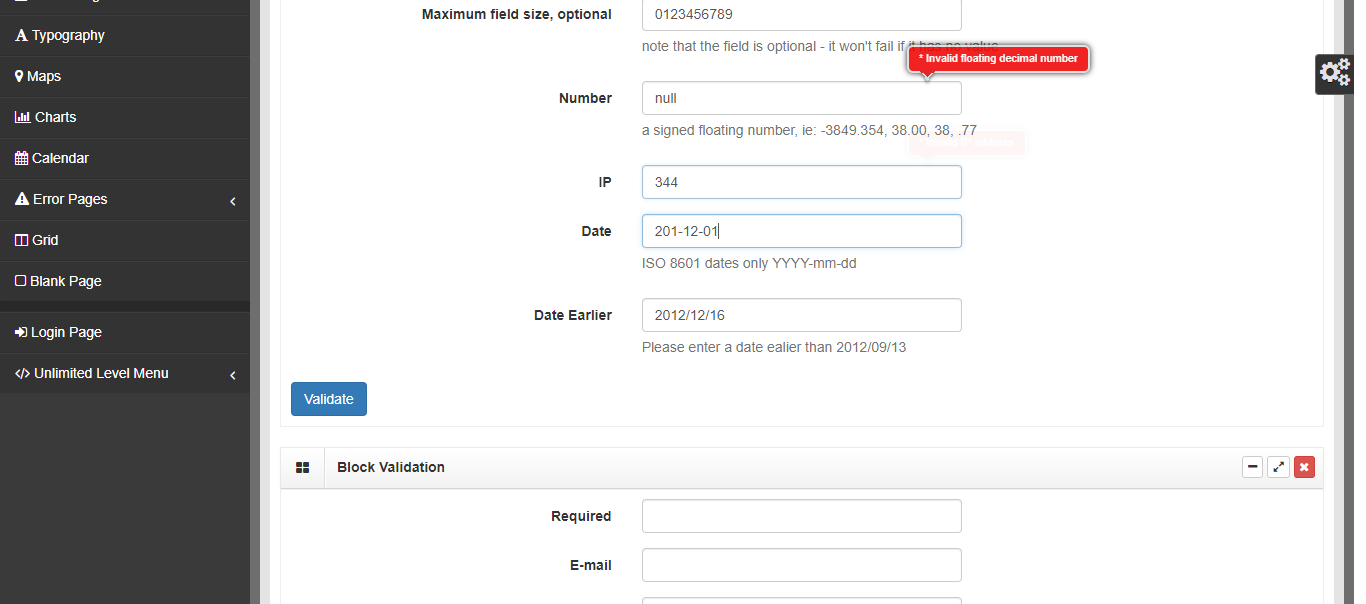 Typography
Maps
Charts
Calendar
Error Pages
Grid
Blank Page
Login Page
Unlimited Level Menu
Maximum field size, optional
0123456789
note that the field is optional - it won't fail if it has no value
* Invalid floating decimal number
Number
null
a signed floating number, ie: -3849.354, 38.00, 38, .77
IP
344
Date
201-12-01
ISO 8601 dates only YYYY-mm-dd
Date Earlier
2012/12/16
Please enter a date ealier than 2012/09/13
Validate
Block Validation
Required
E-mail